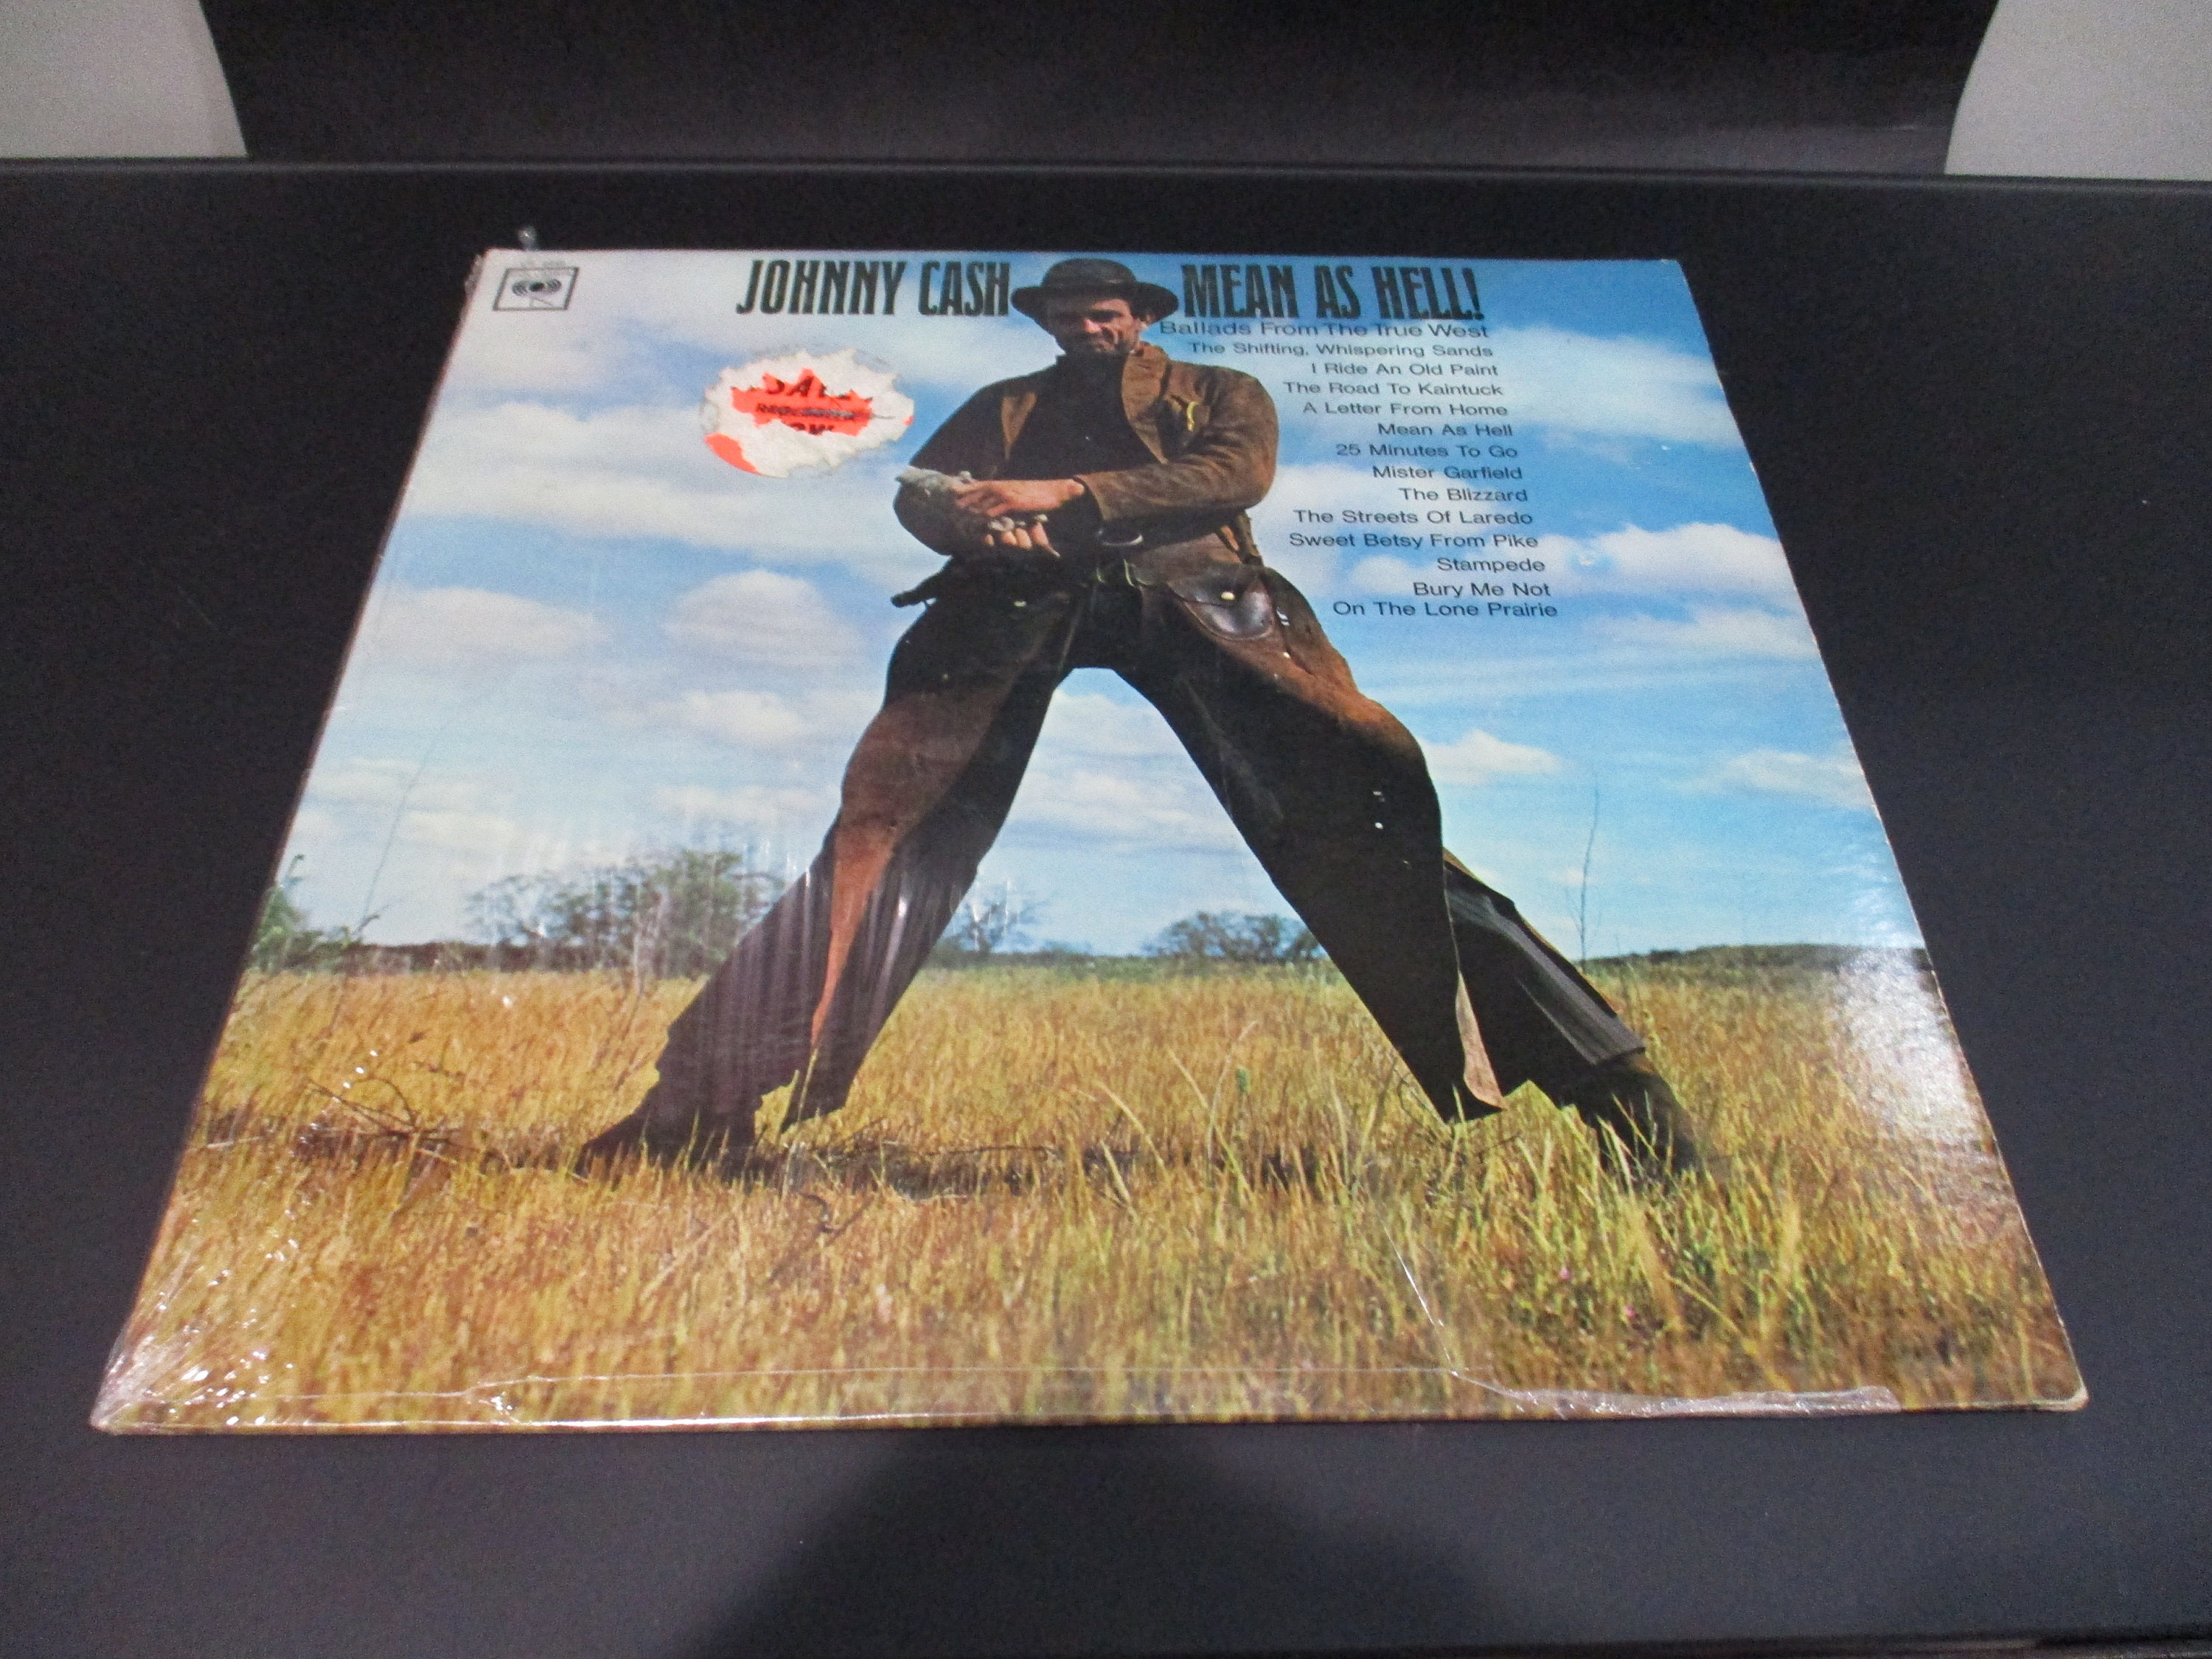 JOHNNY CASH MEAN AS HELL!
Ballads From The True West
The Shifting, Whispering Sands
I Ride An Old Paint
The Road To Kaintuck
A Letter From Home
Mean As Hell
25 Minutes To Go
Mister Garfield
The Blizzard
The Streets Of Laredo
Sweet Betsy From Pike
Stampede
Bury Me Not
On The Lone Prairie